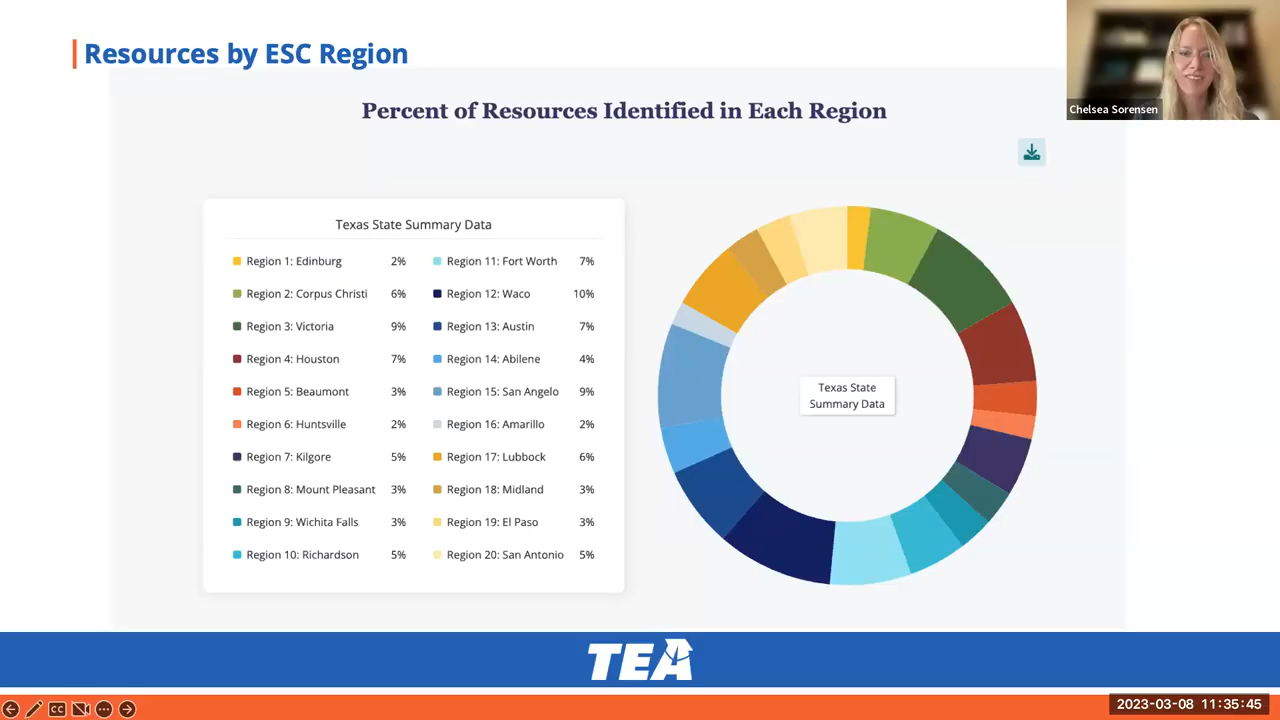 Resources by ESC Region
Chelsea Sorensen
Percent of Resources Identified in Each Region
Texas State Summary Data
Region 1: Edinburg 2%
Region 2: Corpus Christi 6%
Region 3: Victoria 9%
Region 4: Houston 7%
Region 5: Beaumont 3%
Region 6: Huntsville 2%
Region 7: Kilgore 5%
Region 8: Mount Pleasant 3%
Region 9: Wichita Falls 3%
Region 10: Richardson 5%
Region 11: Fort Worth 7%
Region 12: Waco 10%
Region 13: Austin 7%
Region 14: Abilene 4%
Region 15: San Angelo 9%
Region 16: Amarillo 2%
Region 17: Lubbock 6%
Region 18: Midland 3%
Region 19: El Paso 3%
Region 20: San Antonio 5%
Texas State
Summary Data
TEA
CC
2023-03-08 11:35:45